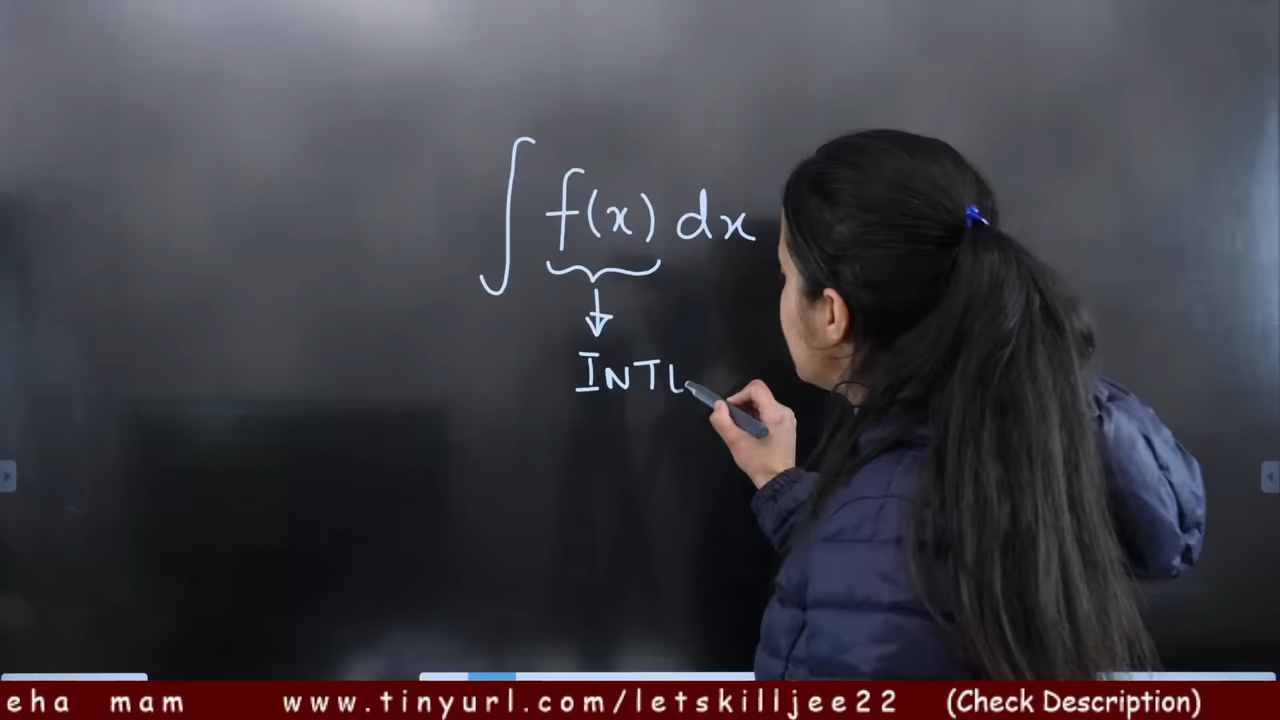 ∫ f(x) dx
INTL
eha mam www.tinyurl.com/letskilljee22 (Check Description)